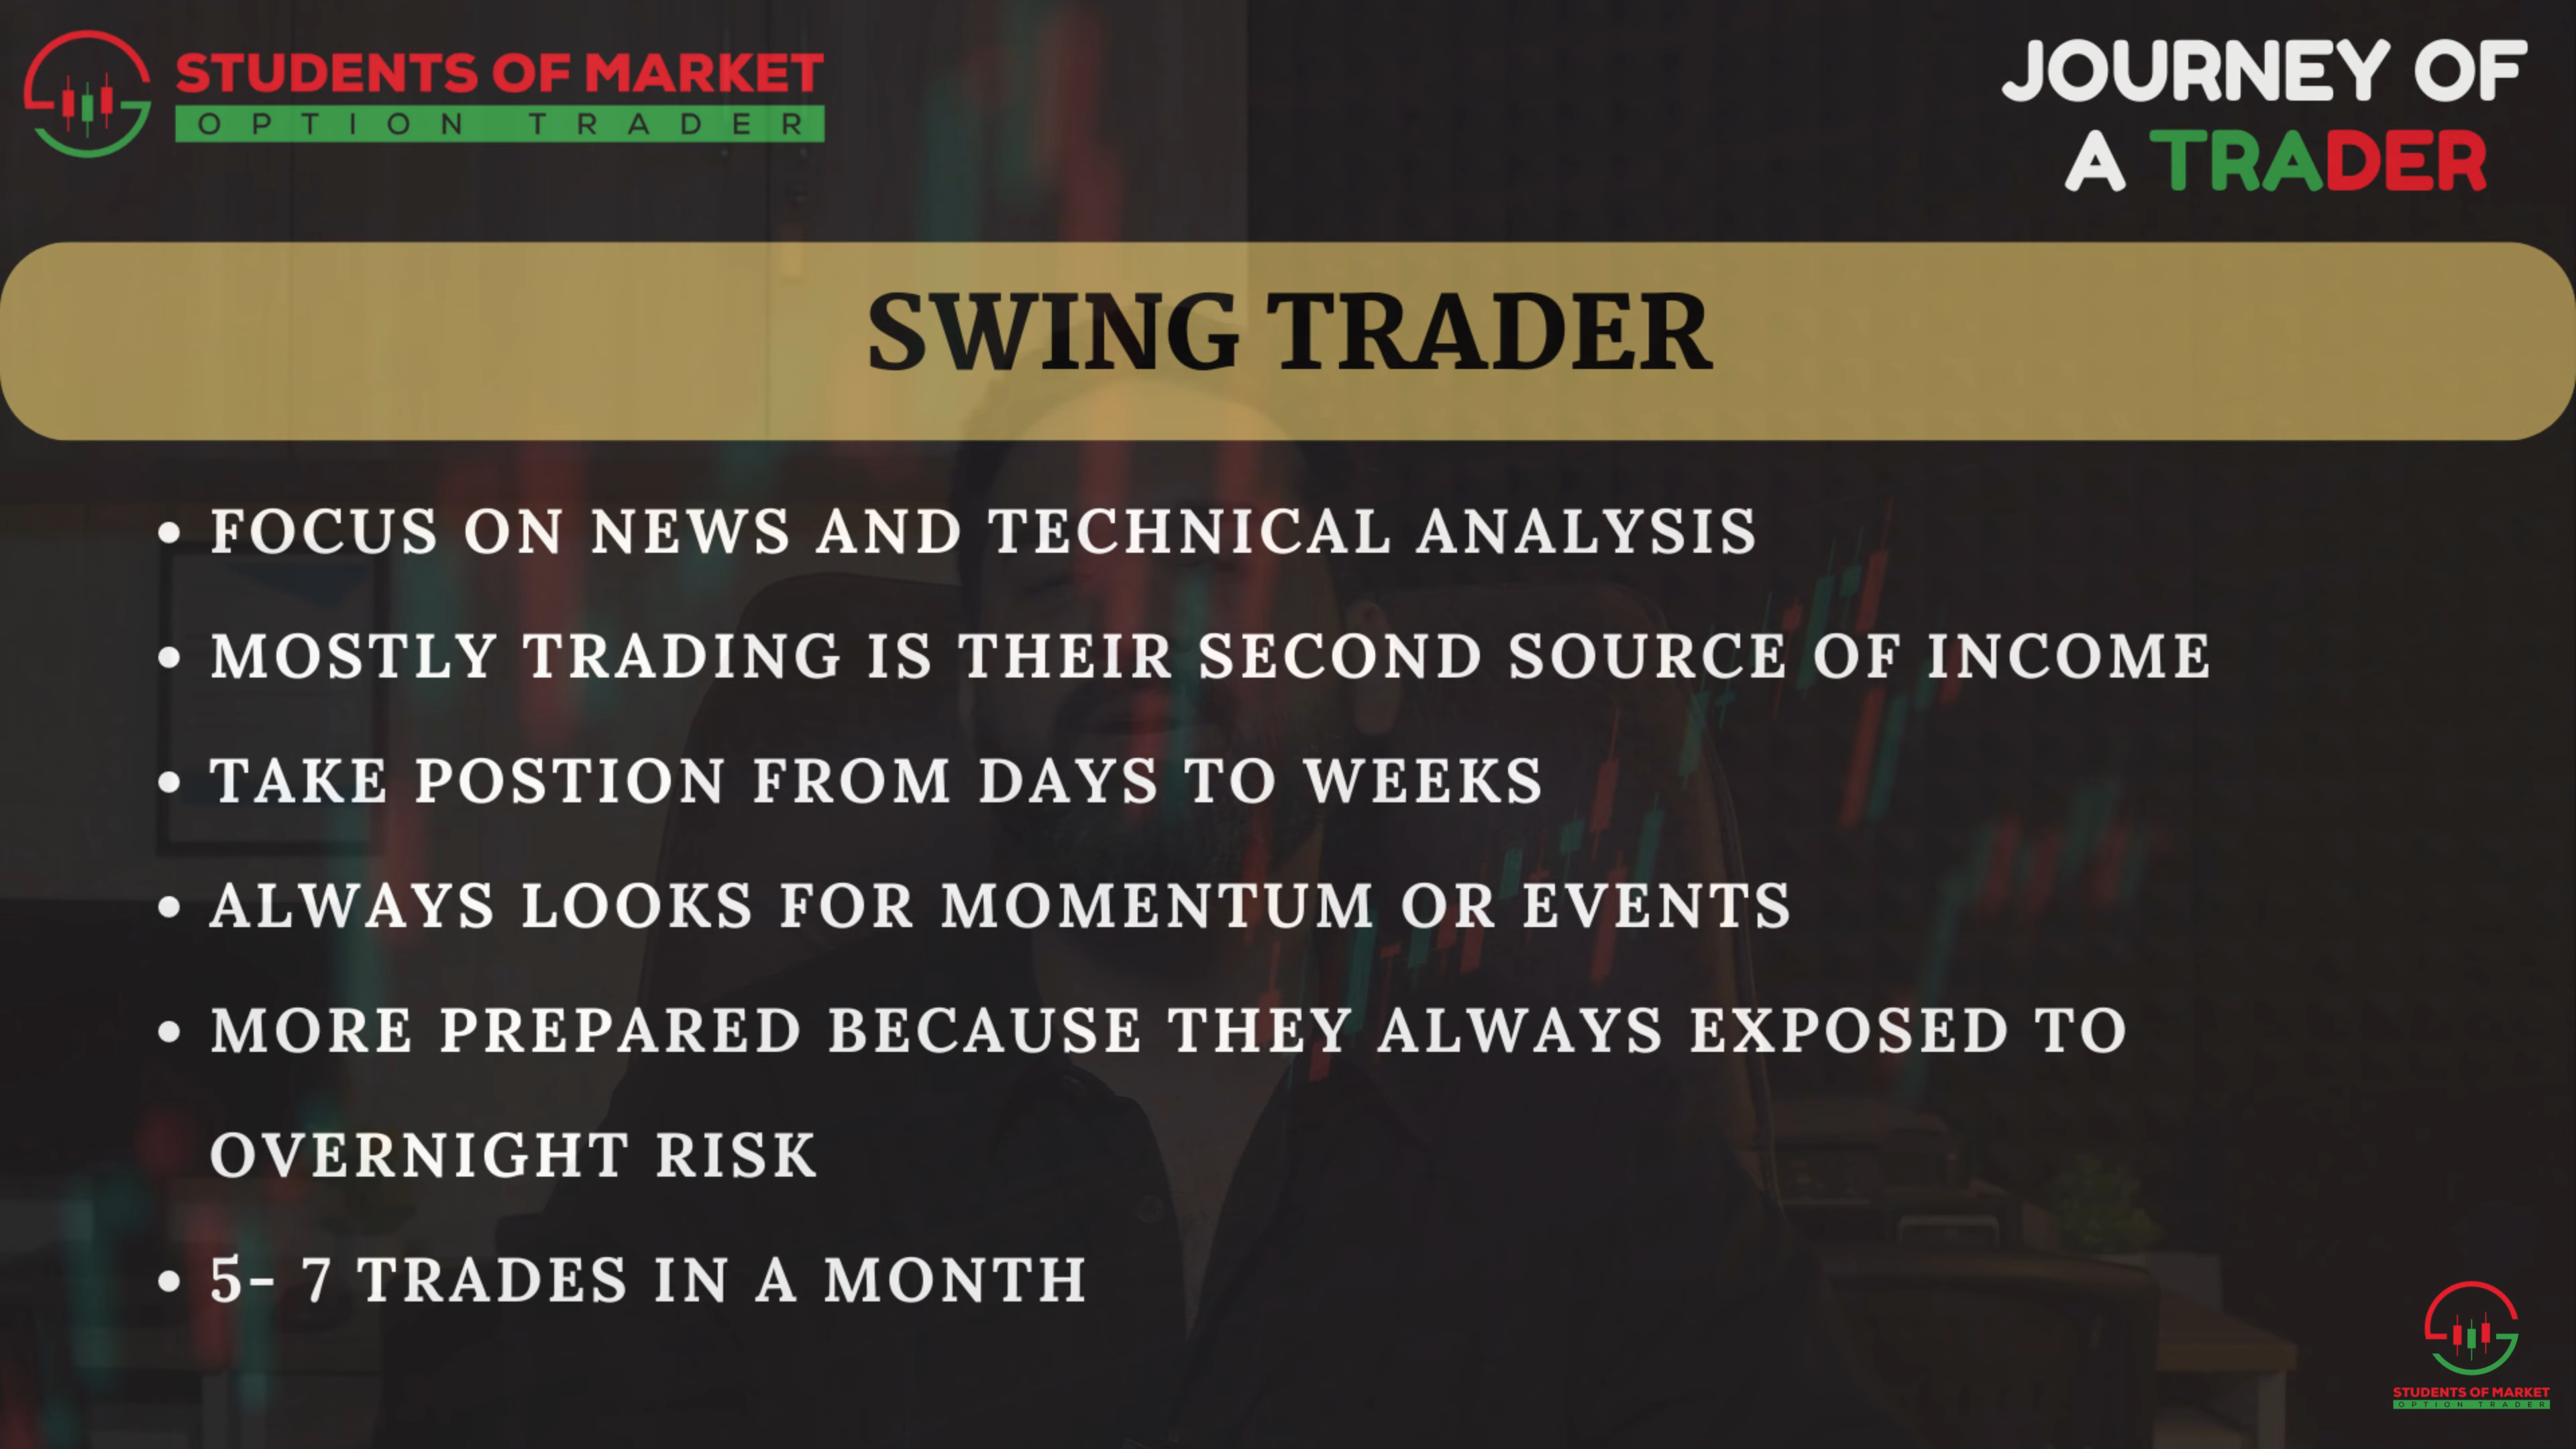 STUDENTS OF MARKET
OPTION TRADER
JOURNEY OF
A TRADER
SWING TRADER
• FOCUS ON NEWS AND TECHNICAL ANALYSIS
• MOSTLY TRADING IS THEIR SECOND SOURCE OF INCOME
• TAKE POSTION FROM DAYS TO WEEKS
• ALWAYS LOOKS FOR MOMENTUM OR EVENTS
• MORE PREPARED BECAUSE THEY ALWAYS EXPOSED TO
OVERNIGHT RISK
• 5- 7 TRADES IN A MONTH
STUDENTS OF MARKET
OPTION TRADER